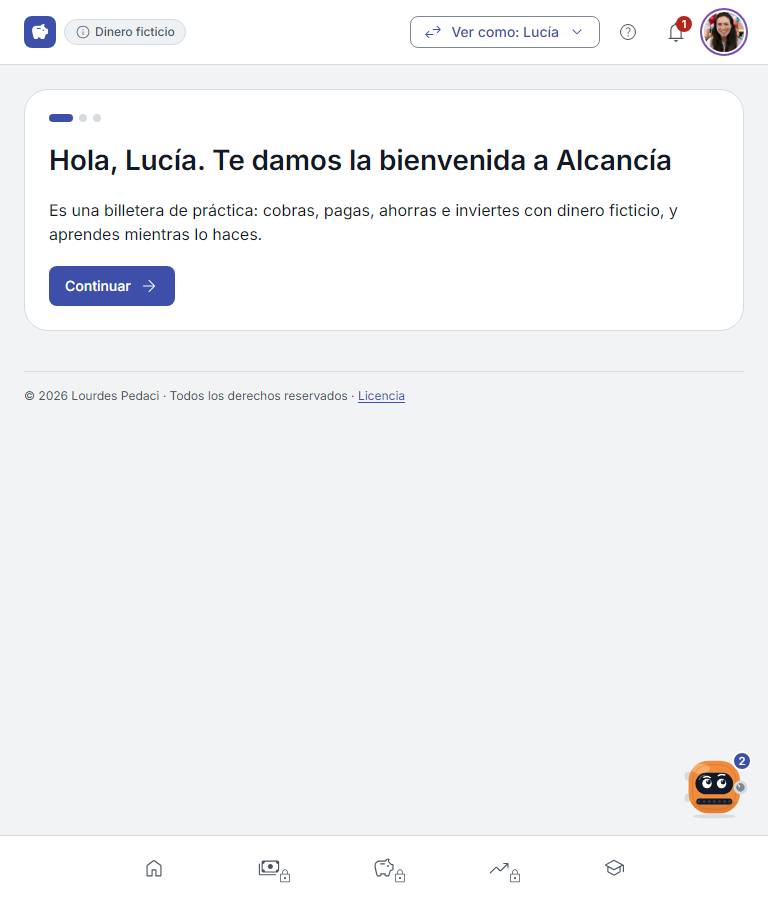 Dinero ficticio
Ver como: Lucía
1
Hola, Lucía. Te damos la bienvenida a Alcancía
Es una billetera de práctica: cobras, pagas, ahorras e inviertes con dinero ficticio, y
aprendes mientras lo haces.
Continuar
© 2026 Lourdes Pedaci · Todos los derechos reservados · Licencia
2